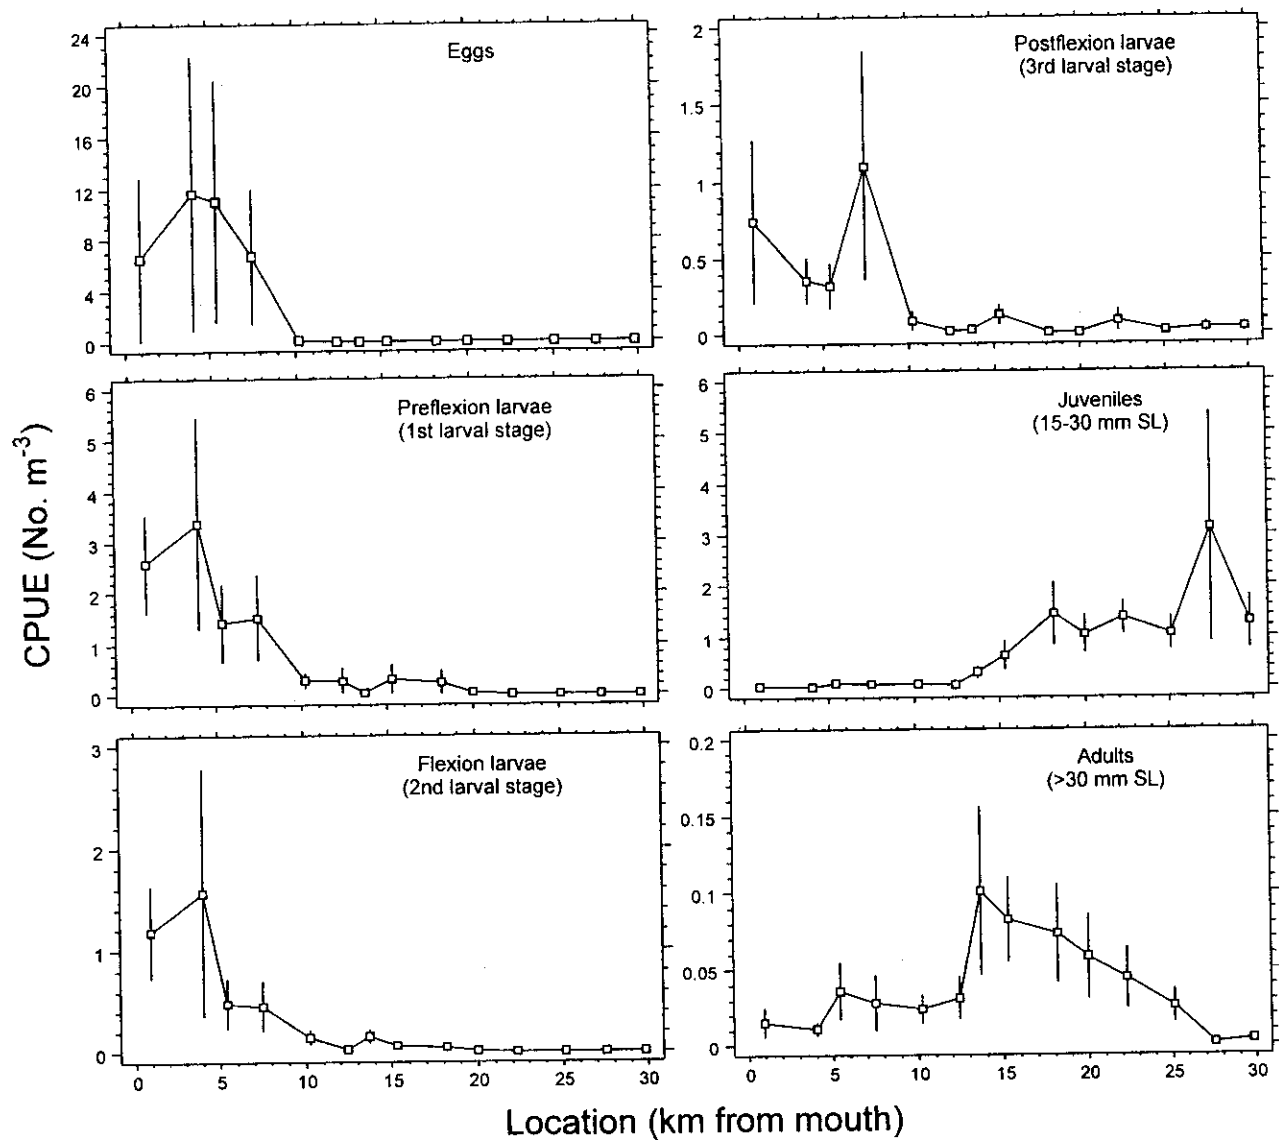 Eggs
24
20
16
12
8
4
0
Postflexion larvae
(3rd larval stage)
2
1.5
1
0.5
0
Preflexion larvae
(1st larval stage)
6
5
4
3
2
1
0
Juveniles
(15-30 mm SL)
6
5
4
3
2
1
0
Flexion larvae
(2nd larval stage)
3
2
1
0
0 5 10 15 20 25 30
Adults
(>30 mm SL)
0.2
0.15
0.1
0.05
0
0 5 10 15 20 25 30
CPUE (No. m⁻³)
Location (km from mouth)